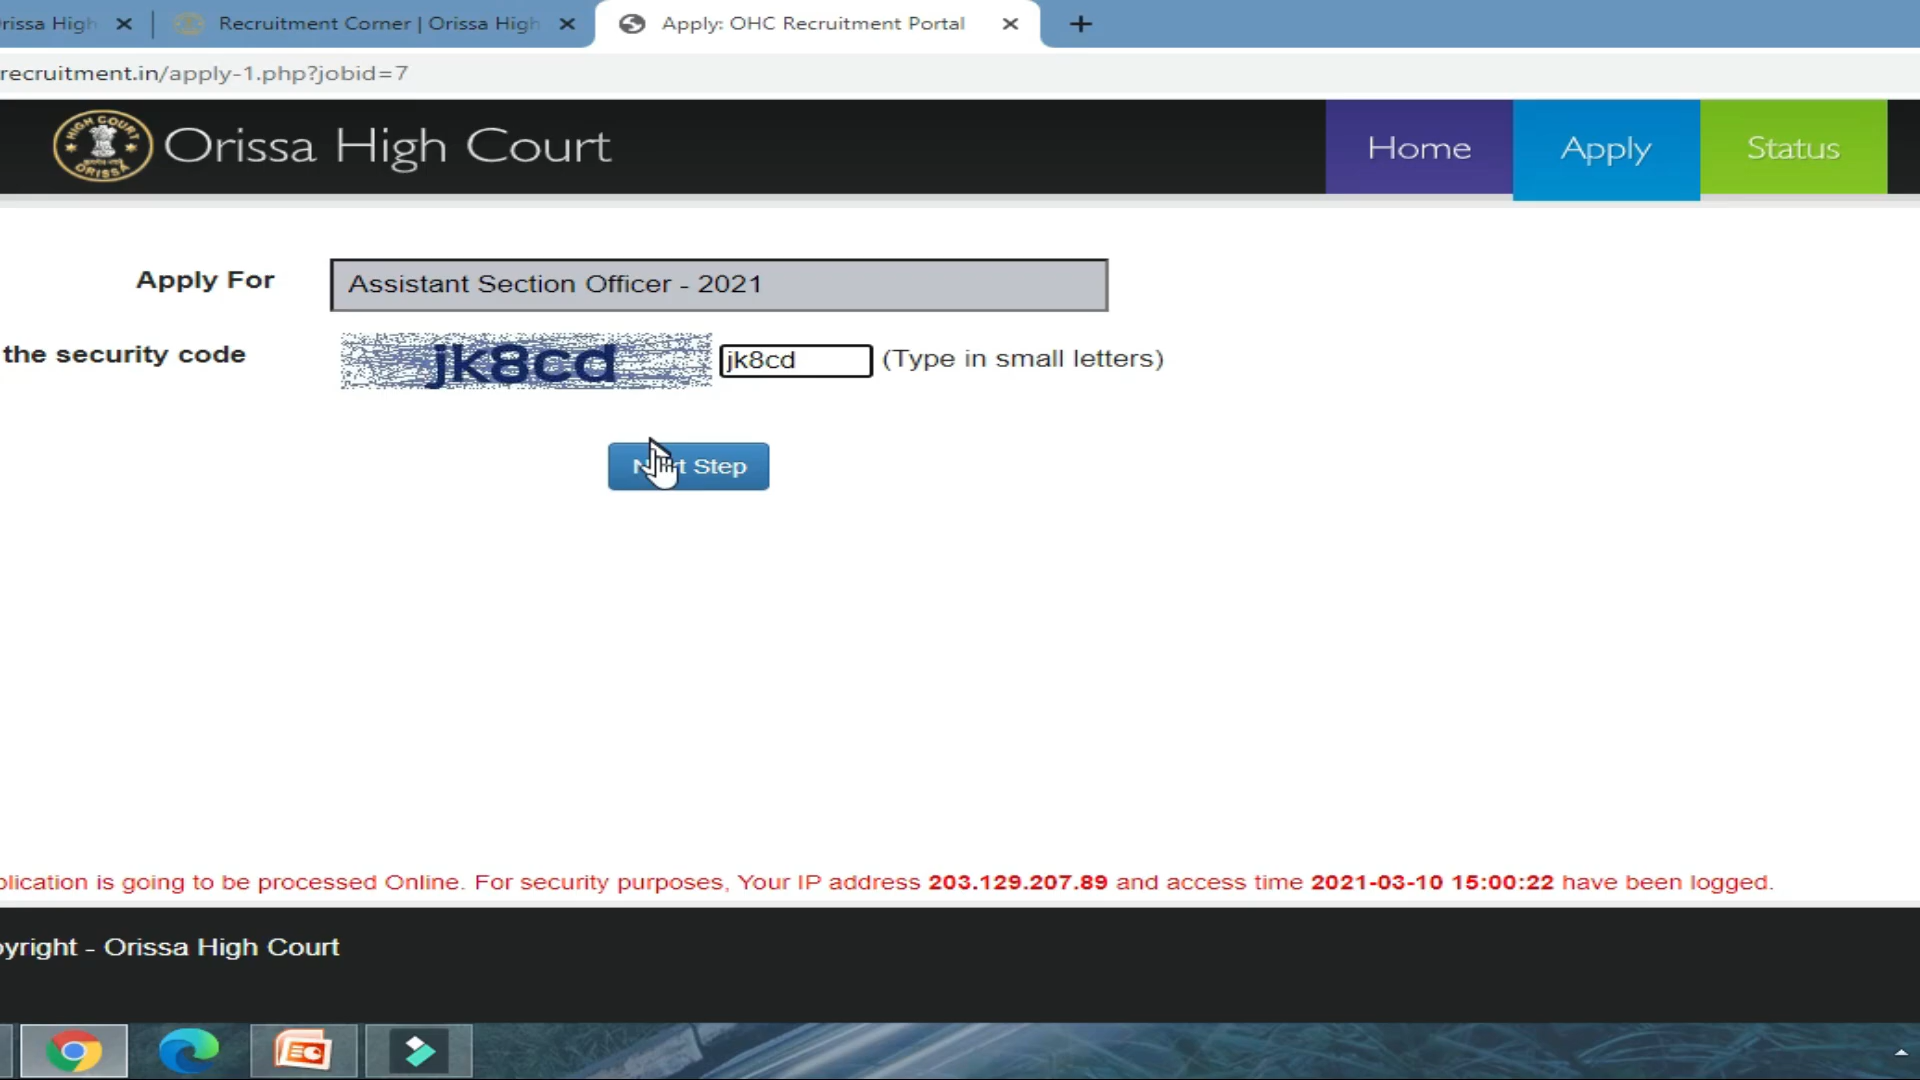 rissa High
Recruitment Corner | Orissa High
Apply: OHC Recruitment Portal
recruitment.in/apply-1.php?jobid=7
HIGH COURT
ORISSA
Orissa High Court
Home
Apply
Status
Apply For
Assistant Section Officer - 2021
the security code
jk8cd
jk8cd
(Type in small letters)
Step
plication is going to be processed Online. For security purposes, Your IP address 203.129.207.89 and access time 2021-03-10 15:00:22 have been logged.
pyright - Orissa High Court